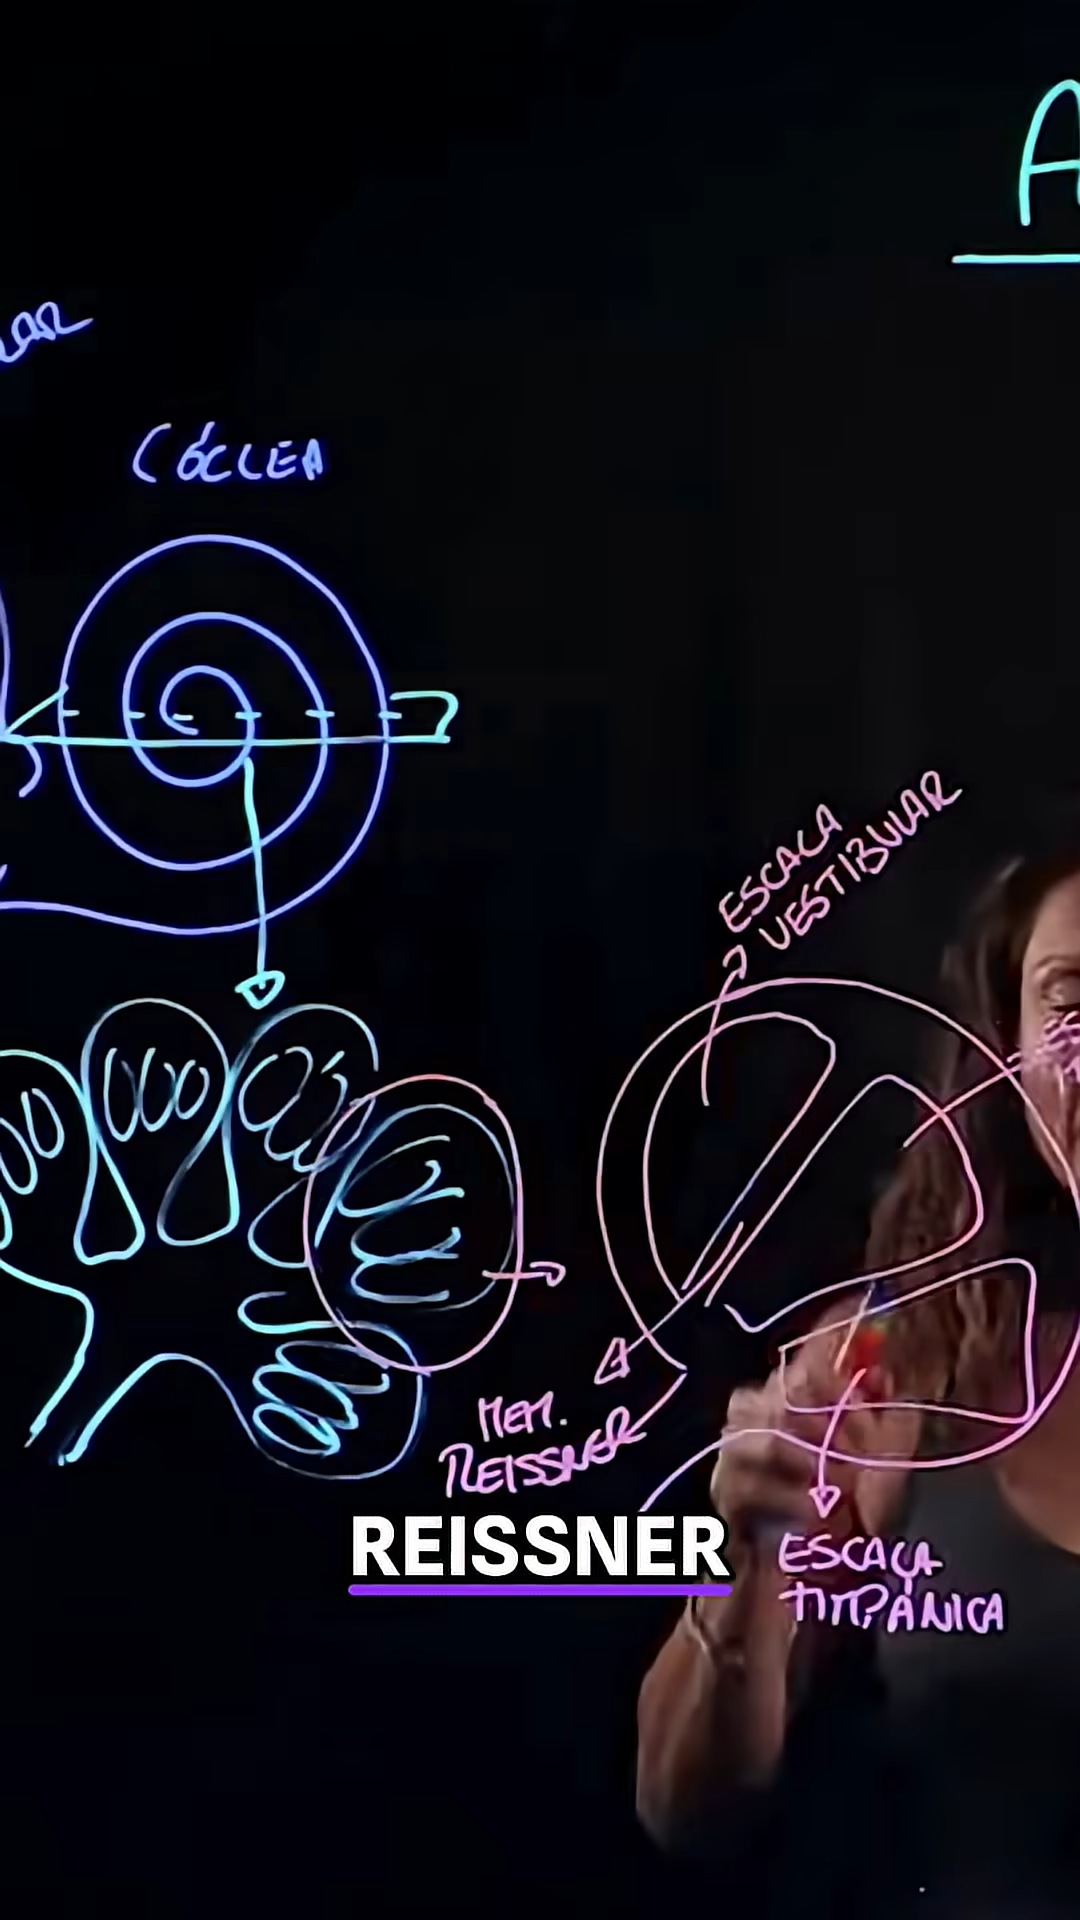 CÓCLEA
ESCALA
VESTIBULAR
MEM.
REISSNER
REISSNER
ESCALA
TIMPÂNICA